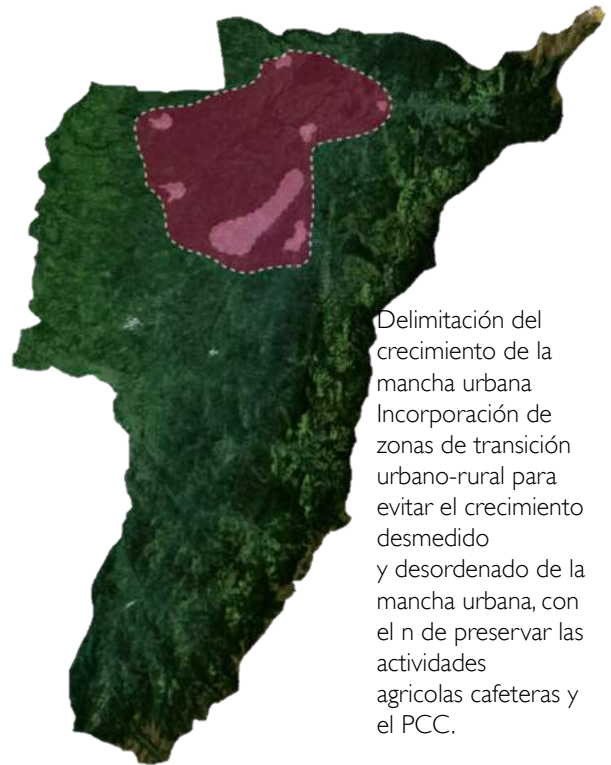 Delimitación del
crecimiento de la
mancha urbana
Incorporación de
zonas de transición
urbano-rural para
evitar el crecimiento
desmedido
y desordenado de la
mancha urbana, con
el n de preservar las
actividades
agricolas cafeteras y
el PCC.